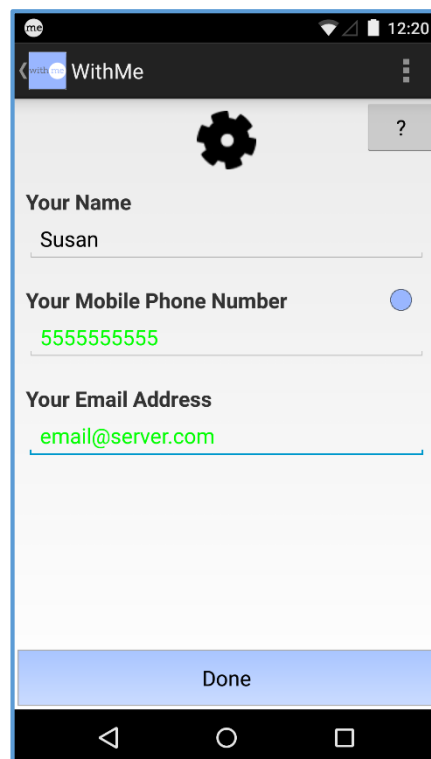 me 12:20
with me WithMe
?
Your Name
Susan
Your Mobile Phone Number
5555555555
Your Email Address
email@server.com
Done